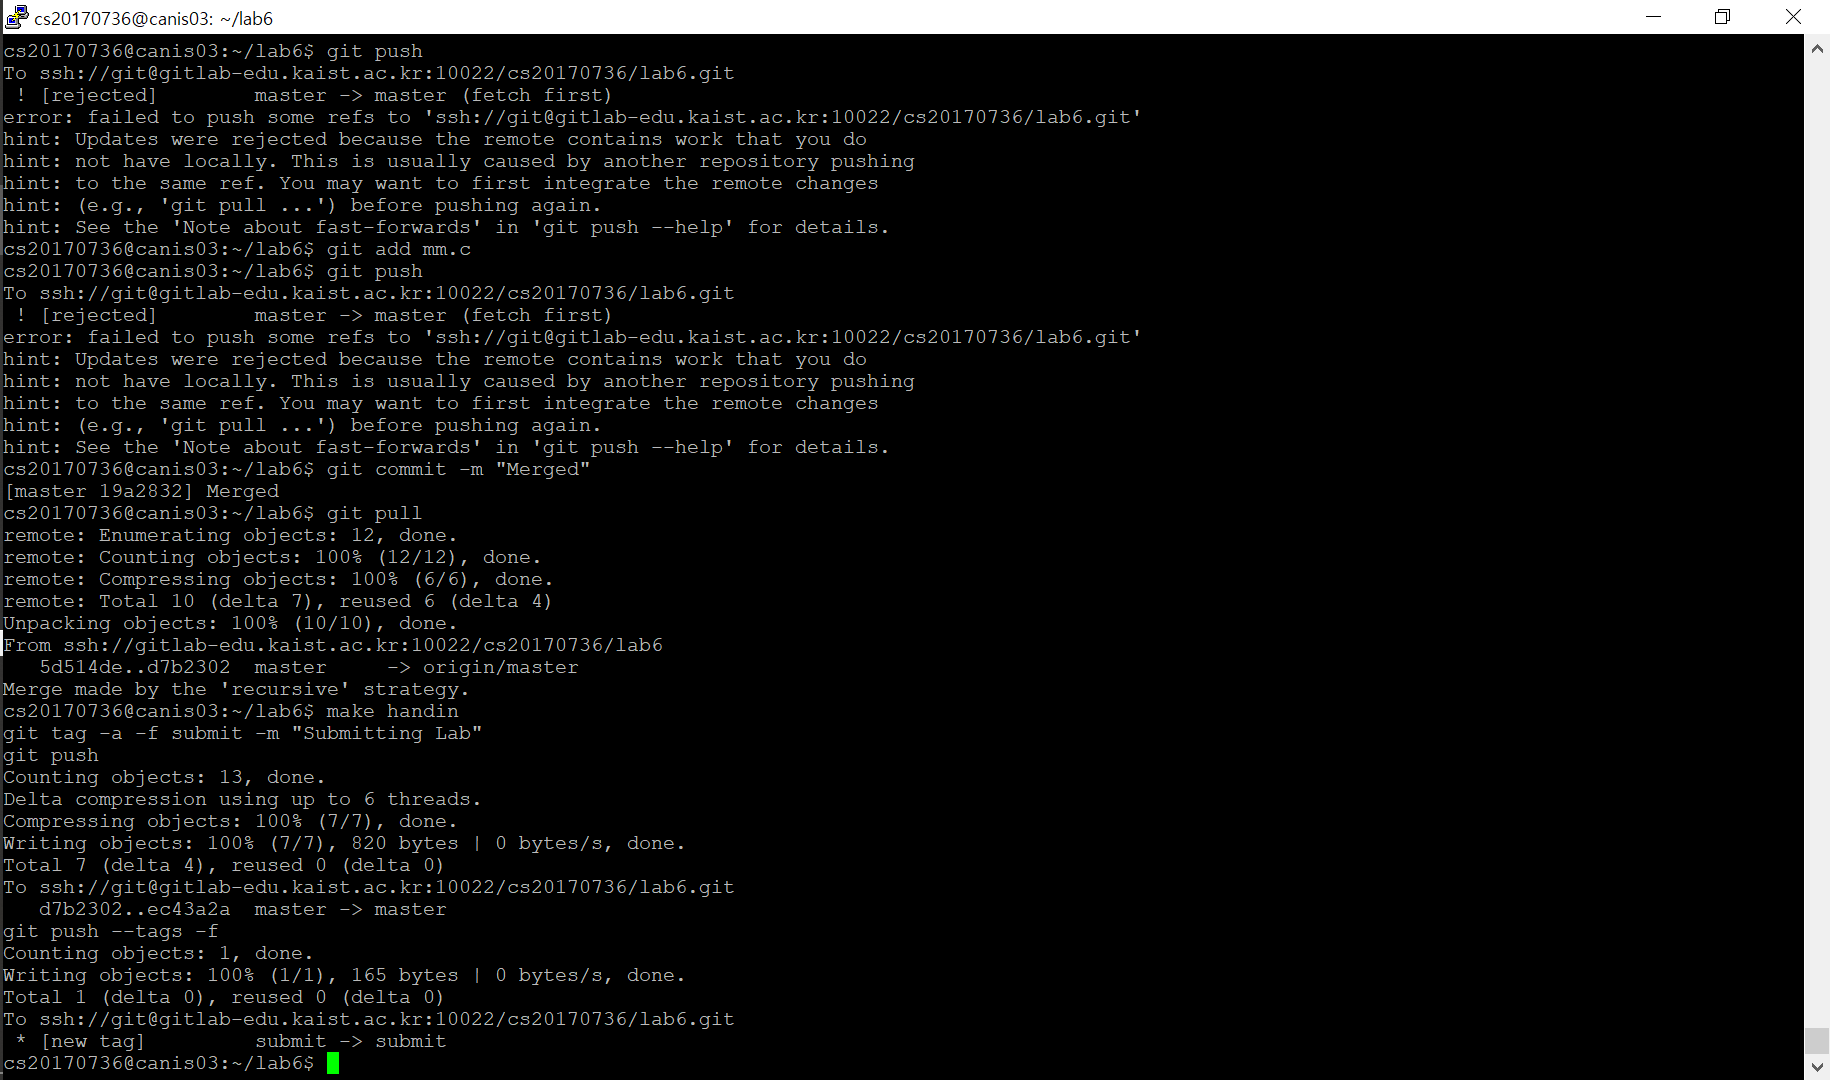 cs20170736@canis03: ~/lab6
cs20170736@canis03:~/lab6$ git push
To ssh://git@gitlab-edu.kaist.ac.kr:10022/cs20170736/lab6.git
 ! [rejected]        master -> master (fetch first)
error: failed to push some refs to 'ssh://git@gitlab-edu.kaist.ac.kr:10022/cs20170736/lab6.git'
hint: Updates were rejected because the remote contains work that you do
hint: not have locally. This is usually caused by another repository pushing
hint: to the same ref. You may want to first integrate the remote changes
hint: (e.g., 'git pull ...') before pushing again.
hint: See the 'Note about fast-forwards' in 'git push --help' for details.
cs20170736@canis03:~/lab6$ git add mm.c
cs20170736@canis03:~/lab6$ git push
To ssh://git@gitlab-edu.kaist.ac.kr:10022/cs20170736/lab6.git
 ! [rejected]        master -> master (fetch first)
error: failed to push some refs to 'ssh://git@gitlab-edu.kaist.ac.kr:10022/cs20170736/lab6.git'
hint: Updates were rejected because the remote contains work that you do
hint: not have locally. This is usually caused by another repository pushing
hint: to the same ref. You may want to first integrate the remote changes
hint: (e.g., 'git pull ...') before pushing again.
hint: See the 'Note about fast-forwards' in 'git push --help' for details.
cs20170736@canis03:~/lab6$ git commit -m "Merged"
[master 19a2832] Merged
cs20170736@canis03:~/lab6$ git pull
remote: Enumerating objects: 12, done.
remote: Counting objects: 100% (12/12), done.
remote: Compressing objects: 100% (6/6), done.
remote: Total 10 (delta 7), reused 6 (delta 4)
Unpacking objects: 100% (10/10), done.
From ssh://gitlab-edu.kaist.ac.kr:10022/cs20170736/lab6
   5d514de..d7b2302  master     -> origin/master
Merge made by the 'recursive' strategy.
cs20170736@canis03:~/lab6$ make handin
git tag -a -f submit -m "Submitting Lab"
git push
Counting objects: 13, done.
Delta compression using up to 6 threads.
Compressing objects: 100% (7/7), done.
Writing objects: 100% (7/7), 820 bytes | 0 bytes/s, done.
Total 7 (delta 4), reused 0 (delta 0)
To ssh://git@gitlab-edu.kaist.ac.kr:10022/cs20170736/lab6.git
   d7b2302..ec43a2a  master -> master
git push --tags -f
Counting objects: 1, done.
Writing objects: 100% (1/1), 165 bytes | 0 bytes/s, done.
Total 1 (delta 0), reused 0 (delta 0)
To ssh://git@gitlab-edu.kaist.ac.kr:10022/cs20170736/lab6.git
 * [new tag]         submit -> submit
cs20170736@canis03:~/lab6$